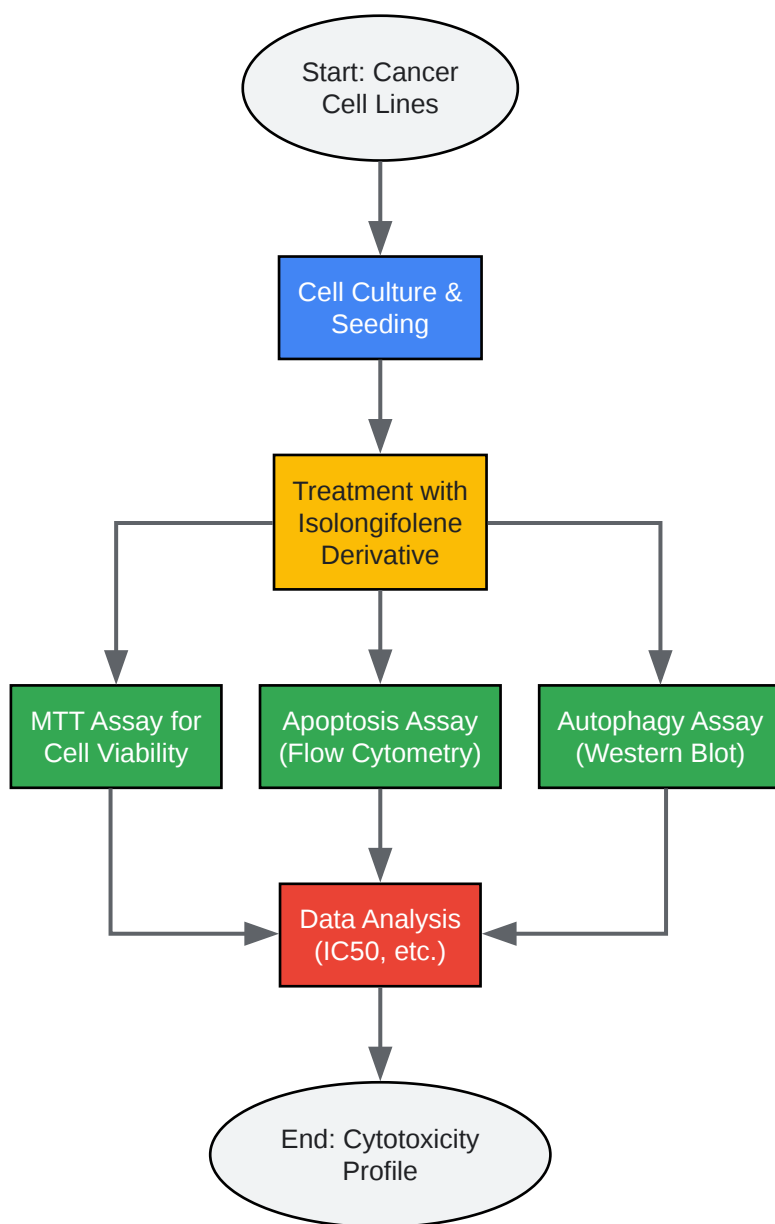 Start: Cancer
Cell Lines
Cell Culture &
Seeding
Treatment with
Isolongifolene
Derivative
MTT Assay for
Cell Viability
Apoptosis Assay
(Flow Cytometry)
Autophagy Assay
(Western Blot)
Data Analysis
(IC50, etc.)
End: Cytotoxicity
Profile